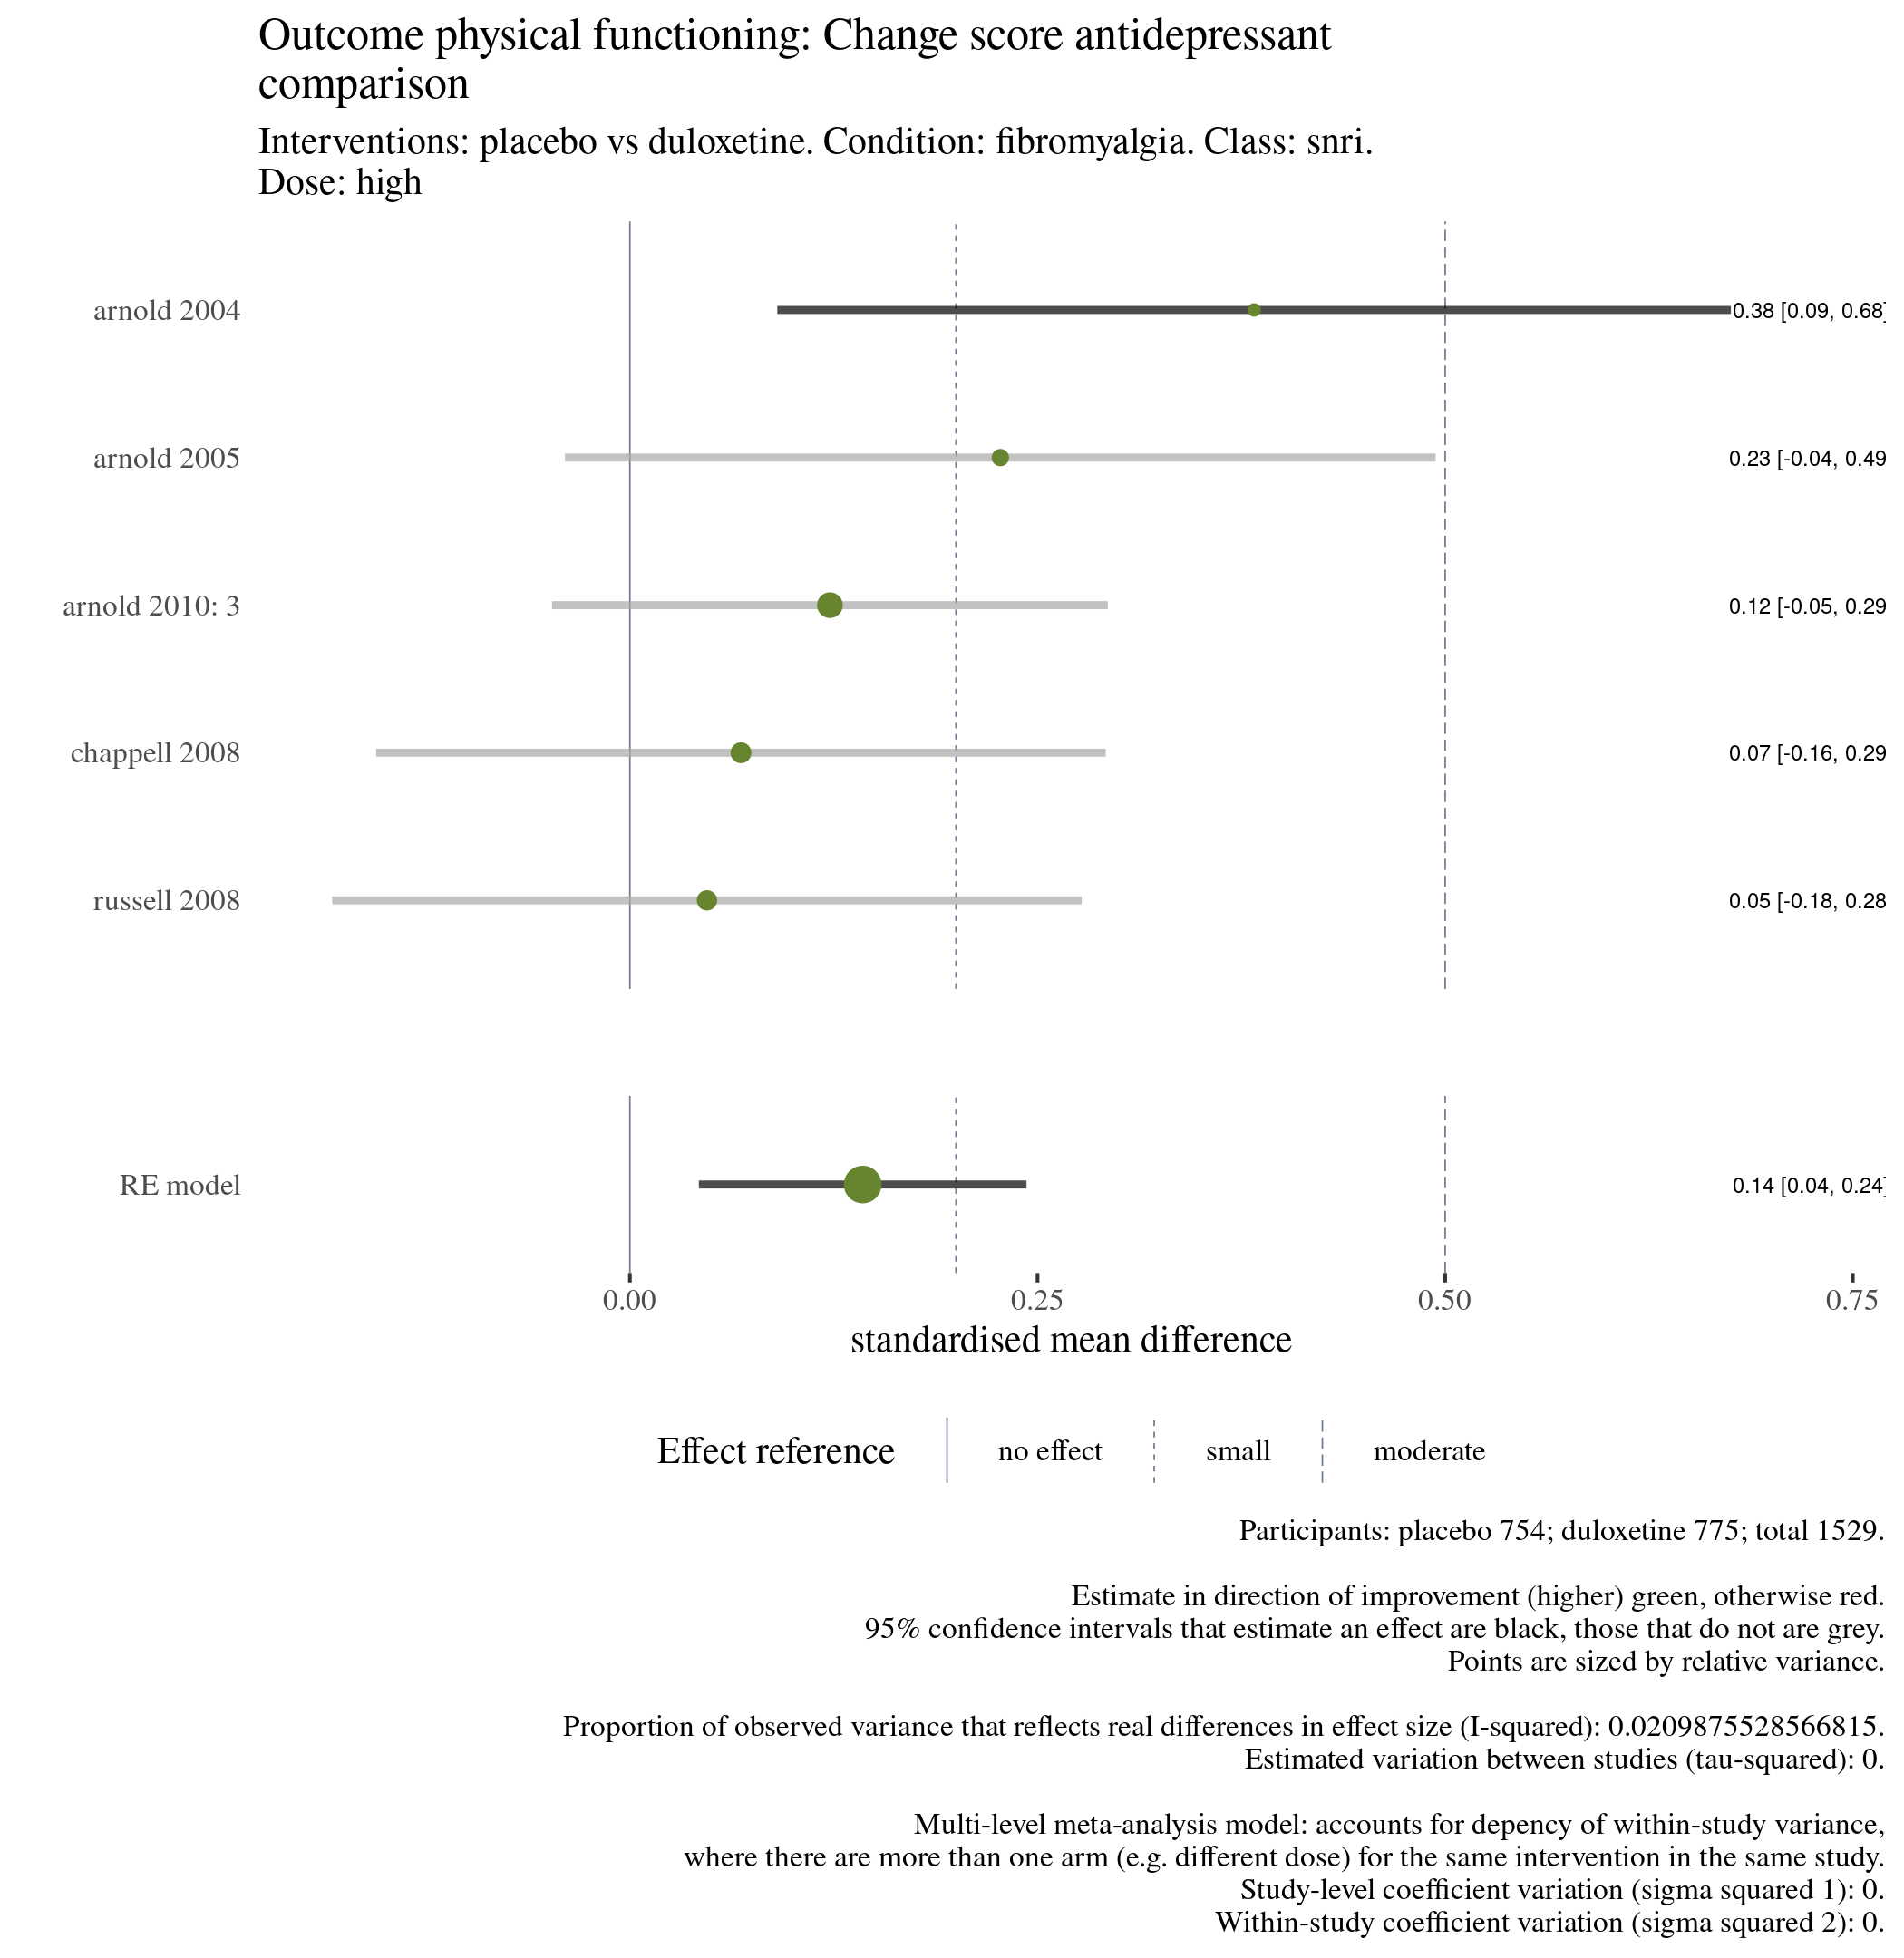 Outcome physical functioning: Change score antidepressant
comparison
Interventions: placebo vs duloxetine. Condition: fibromyalgia. Class: snri.
Dose: high
arnold 2004 0.38 [0.09, 0.68]
arnold 2005 0.23 [-0.04, 0.49
arnold 2010: 3 0.12 [-0.05, 0.29
chappell 2008 0.07 [-0.16, 0.29
russell 2008 0.05 [-0.18, 0.28
RE model 0.14 [0.04, 0.24]
0.00 0.25 0.50 0.75
standardised mean difference
Effect reference no effect small moderate
Participants: placebo 754; duloxetine 775; total 1529.
Estimate in direction of improvement (higher) green, otherwise red.
95% confidence intervals that estimate an effect are black, those that do not are grey.
Points are sized by relative variance.
Proportion of observed variance that reflects real differences in effect size (I-squared): 0.0209875528566815.
Estimated variation between studies (tau-squared): 0.
Multi-level meta-analysis model: accounts for depency of within-study variance,
where there are more than one arm (e.g. different dose) for the same intervention in the same study.
Study-level coefficient variation (sigma squared 1): 0.
Within-study coefficient variation (sigma squared 2): 0.